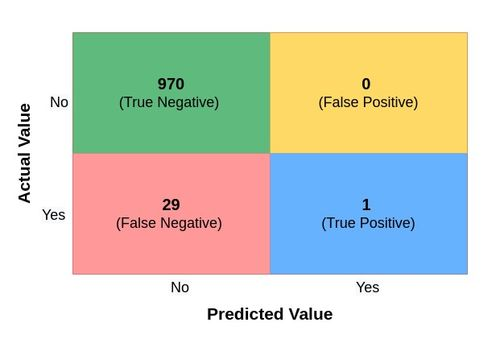 970
(True Negative)
0
(False Positive)
No
Actual Value
29
(False Negative)
1
(True Positive)
Yes
No
Yes
Predicted Value